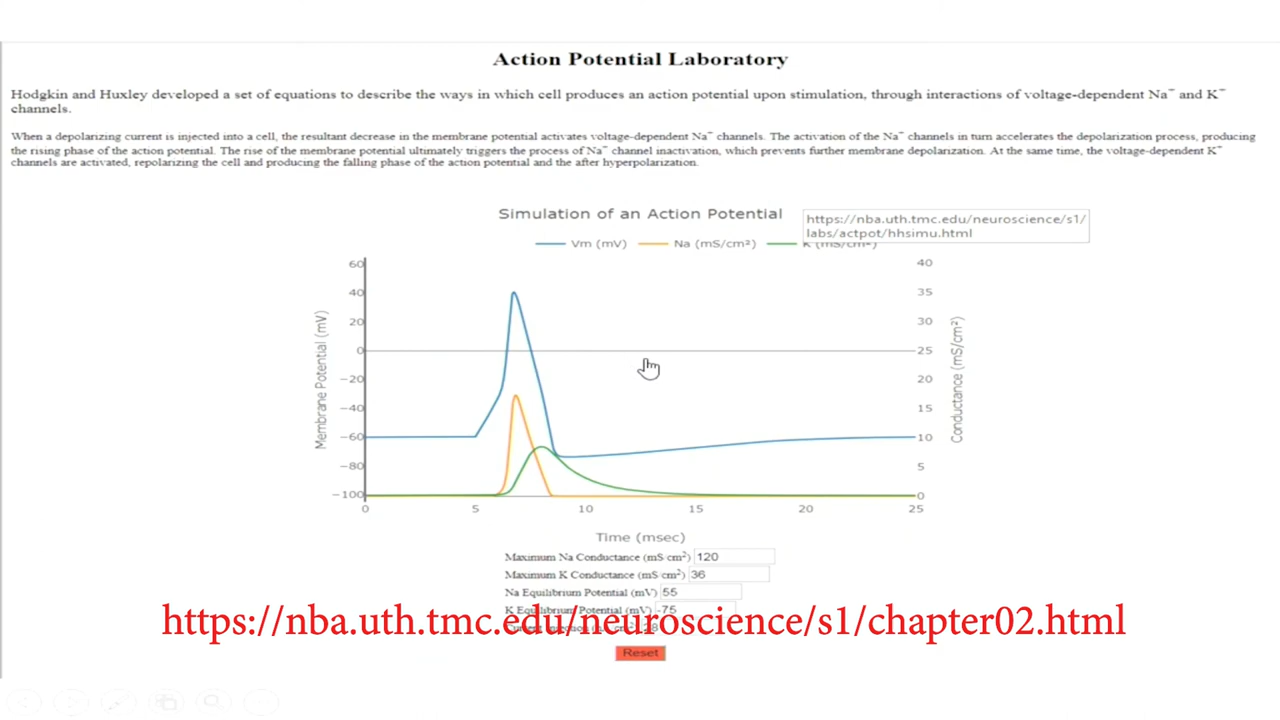 Action Potential Laboratory
Hodgkin and Huxley developed a set of equations to describe the ways in which cell produces an action potential upon stimulation, through interactions of voltage-dependent Na⁻ and K⁻
channels.
When a depolarizing current is injected into a cell, the resultant decrease in the membrane potential activates voltage-dependent Na⁻ channels. The activation of the Na⁻ channels in turn accelerates the depolarization process, producing
the rising phase of the action potential. The rise of the membrane potential ultimately triggers the process of Na⁻ channel inactivation, which prevents further membrane depolarization. At the same time, the voltage-dependent K⁻
channels are activated, repolarizing the cell and producing the falling phase of the action potential and the after hyperpolarization.
Simulation of an Action Potential
https://nba.uth.tmc.edu/neuroscience/s1/
labs/actpot/hhsimu.html
Vm (mV)
Na (mS/cm²)
K (mS/cm²)
Membrane Potential (mV)
60
40
20
0
−20
−40
−60
−80
−100
Conductance (mS/cm²)
40
35
30
25
20
15
10
5
0
0 5 10 15 20 25
Time (msec)
Maximum Na Conductance (mS cm²) 120
Maximum K Conductance (mS cm²) 36
Na Equilibrium Potential (mV) 55
K Equilibrium Potential (mV) -75
https://nba.uth.tmc.edu/neuroscience/s1/chapter02.html
Reset